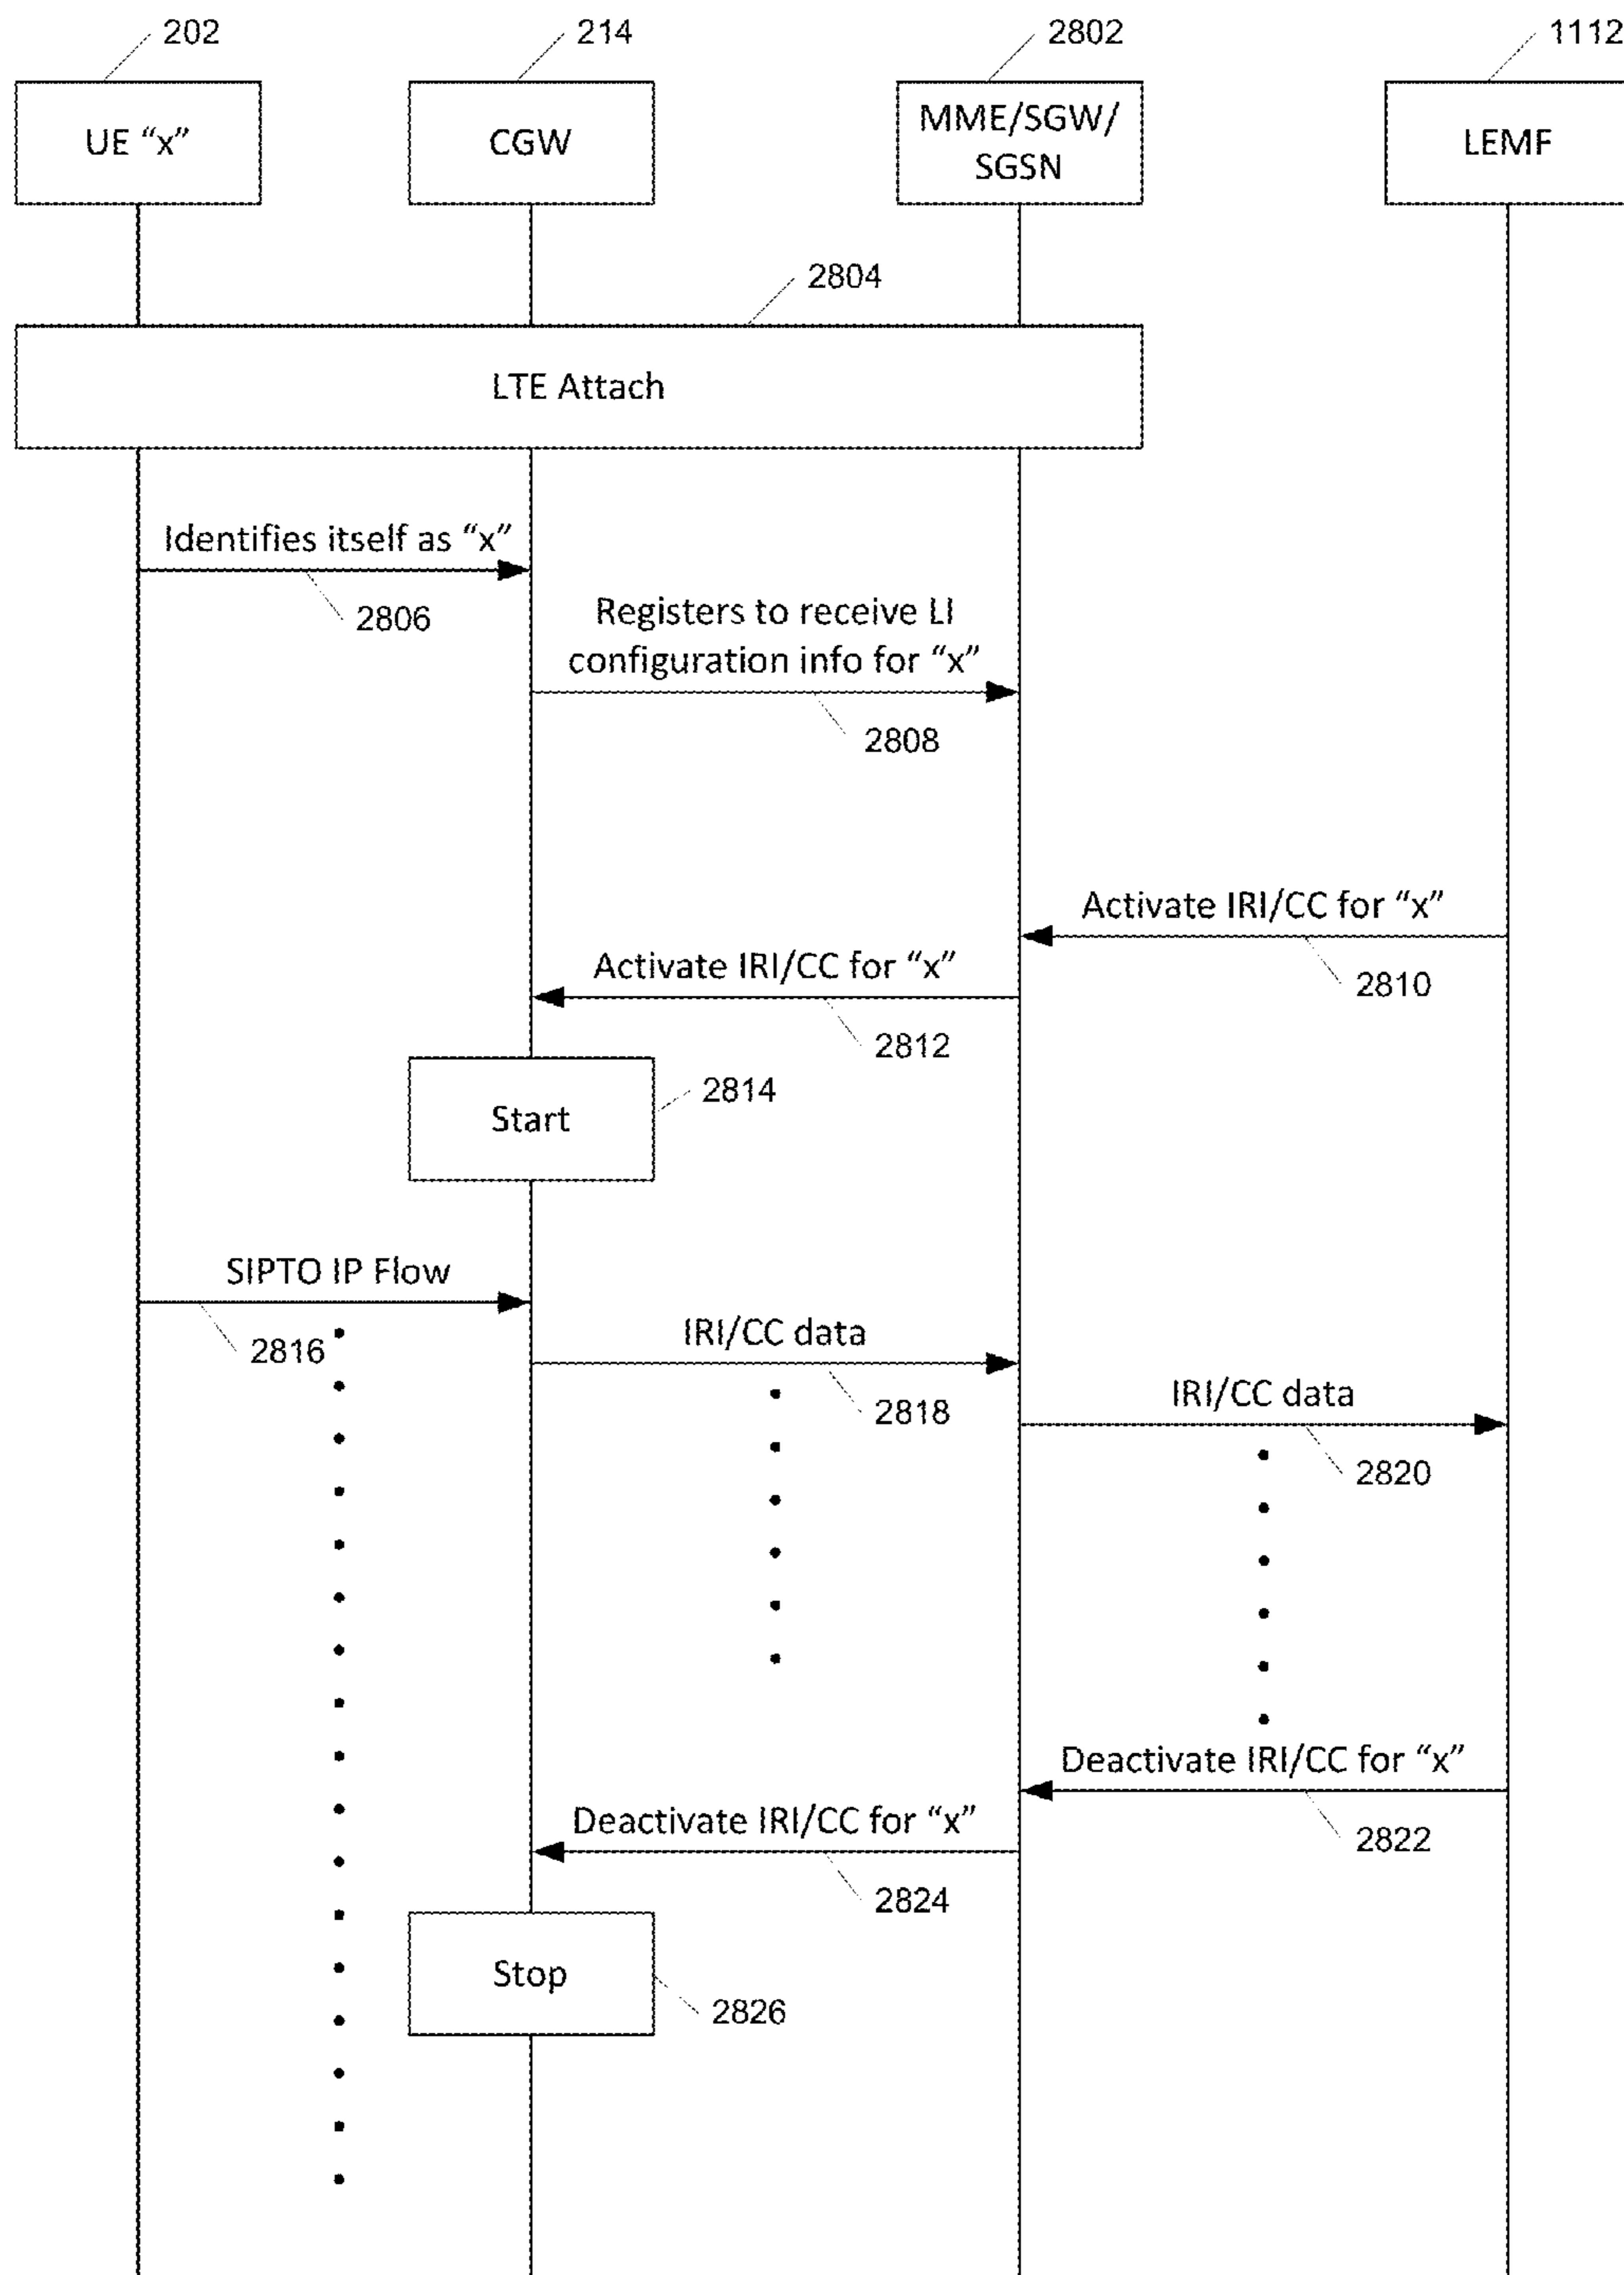 202
214
2802
1112
UE “x”
CGW
MME/SGW/
SGSN
LEMF
2804
LTE Attach
Identifies itself as “x”
2806
Registers to receive LI
configuration info for “x”
2808
Activate IRI/CC for “x”
2810
Activate IRI/CC for “x”
2812
Start
2814
SIPTO IP Flow
2816
IRI/CC data
2818
IRI/CC data
2820
Deactivate IRI/CC for “x”
2822
Deactivate IRI/CC for “x”
2824
Stop
2826